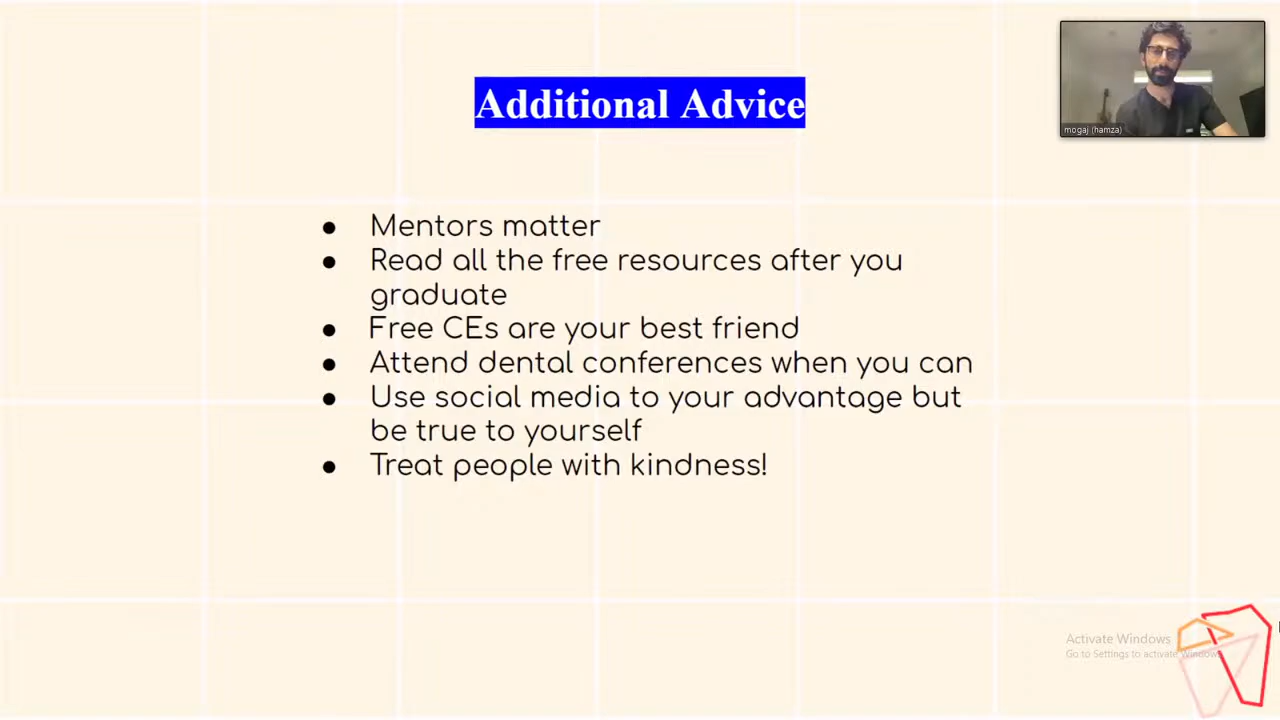 Additional Advice
mogaj (hamza)
● Mentors matter
● Read all the free resources after you
graduate
● Free CEs are your best friend
● Attend dental conferences when you can
● Use social media to your advantage but
be true to yourself
● Treat people with kindness!
Activate Windows
Go to Settings to activate Windows.